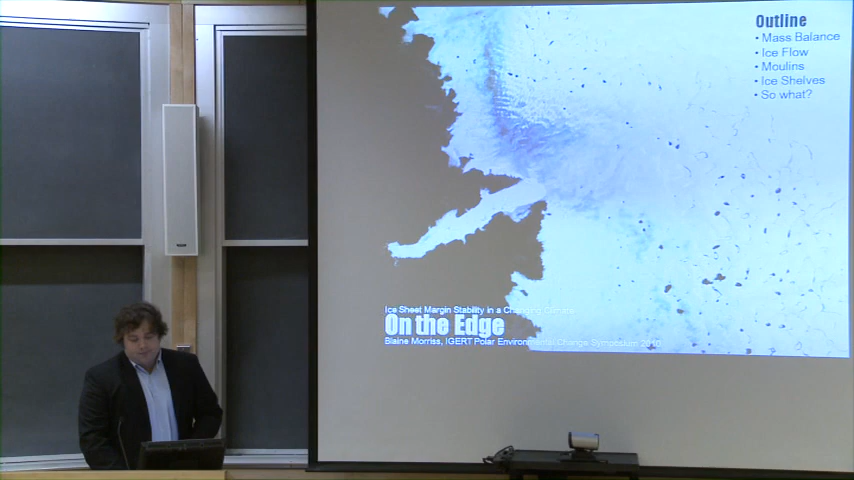 Outline
• Mass Balance
• Ice Flow
• Moulins
• Ice Shelves
• So what?
Ice Sheet Margin Stability in a Changing Climate
On the Edge
Blaine Morriss, IGERT Polar Environmental Change Symposium 2010